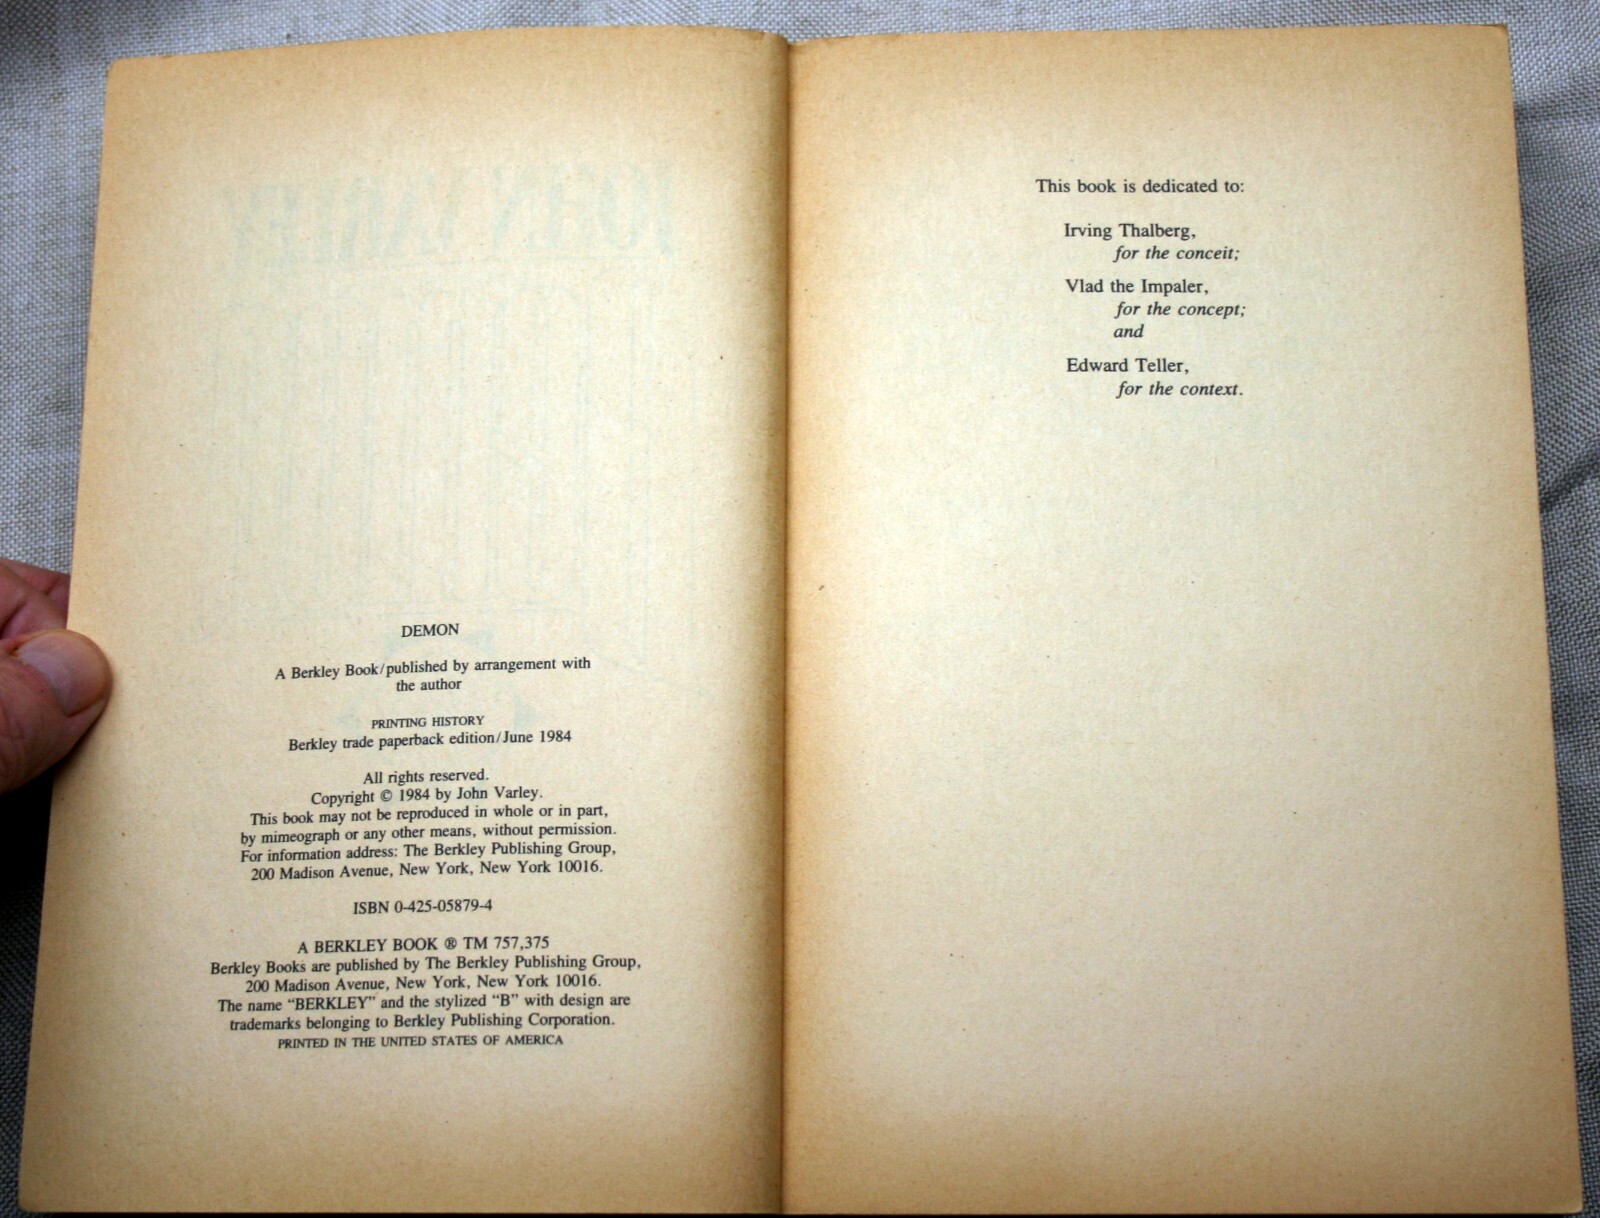 DEMON
A Berkley Book/published by arrangement with
the author
PRINTING HISTORY
Berkley trade paperback edition/June 1984
All rights reserved.
Copyright © 1984 by John Varley.
This book may not be reproduced in whole or in part,
by mimeograph or any other means, without permission.
For information address: The Berkley Publishing Group,
200 Madison Avenue, New York, New York 10016.
ISBN 0-425-05879-4
A BERKLEY BOOK ® TM 757,375
Berkley Books are published by The Berkley Publishing Group,
200 Madison Avenue, New York, New York 10016.
The name “BERKLEY” and the stylized “B” with design are
trademarks belonging to Berkley Publishing Corporation.
PRINTED IN THE UNITED STATES OF AMERICA
This book is dedicated to:
Irving Thalberg,
for the conceit;
Vlad the Impaler,
for the concept;
and
Edward Teller,
for the context.